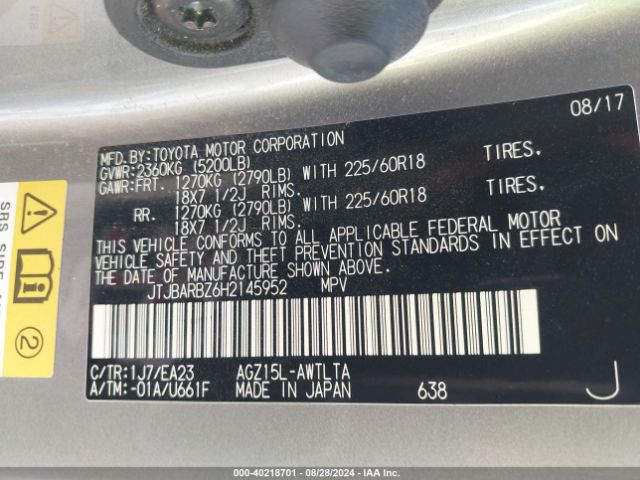 08/17
MFD.BY:TOYOTA MOTOR CORPORATION
GVWR:2360KG (5200LB)
GAWR:FRT. 1270KG (2790LB) WITH 225/60R18 TIRES.
18X7 1/2J RIMS.
RR. 1270KG (2790LB) WITH 225/60R18 TIRES.
18X7 1/2J RIMS.
THIS VEHICLE CONFORMS TO ALL APPLICABLE FEDERAL MOTOR
VEHICLE SAFETY AND THEFT PREVENTION STANDARDS IN EFFECT ON
THE DATE OF MANUFACTURE SHOWN ABOVE.
JTJBARBZ6H2145952 MPV
C/TR:1J7/EA23 AGZ15L-AWTLTA
A/TM:-01A/U661F MADE IN JAPAN 638 J
SRS SIDE
2
000-40218701 - 08/28/2024 - IAA Inc.